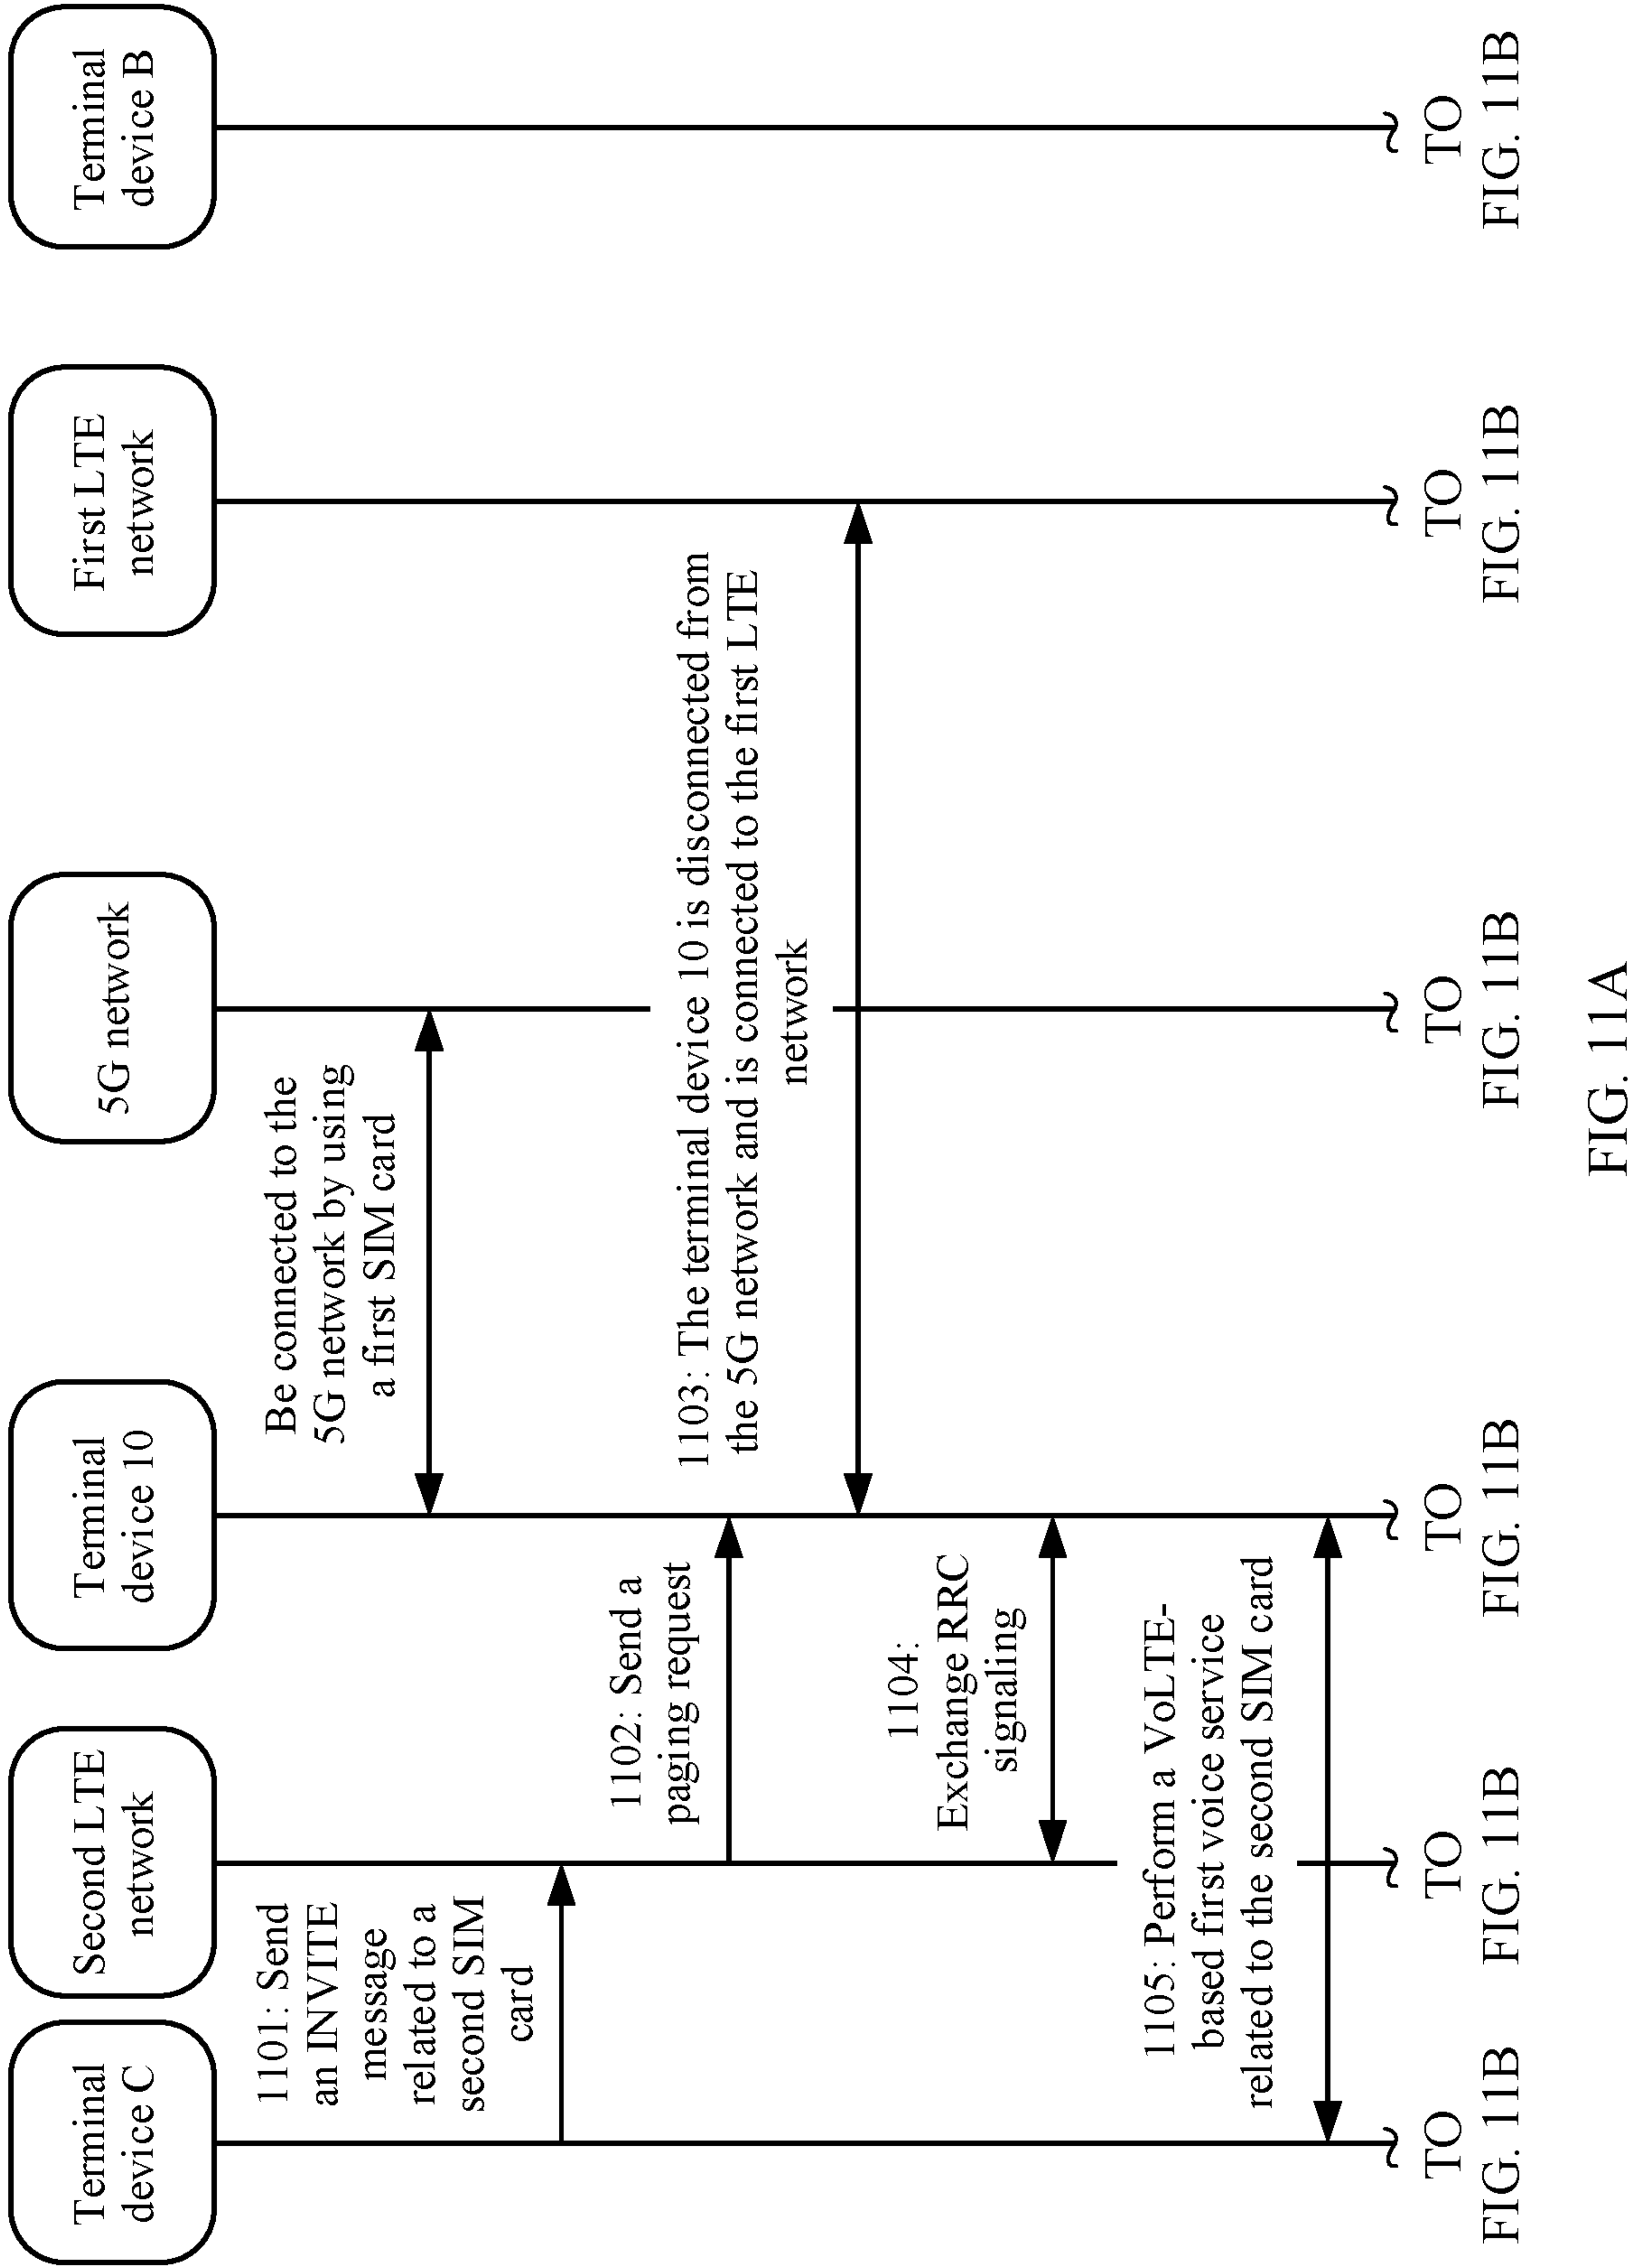 Terminal
device C
Second LTE
network
Terminal
device 10
5G network
First LTE
network
Terminal
device B
Be connected to the
5G network by using
a first SIM card
1101: Send
an INVITE
message
related to a
second SIM
card
1102: Send a
paging request
1103: The terminal device 10 is disconnected from
the 5G network and is connected to the first LTE
network
1104:
Exchange RRC
signaling
1105: Perform a VoLTE-
based first voice service
related to the second SIM card
TO
FIG. 11B
TO
FIG. 11B
TO
FIG. 11B
TO
FIG. 11B
TO
FIG. 11B
TO
FIG. 11B
FIG. 11A